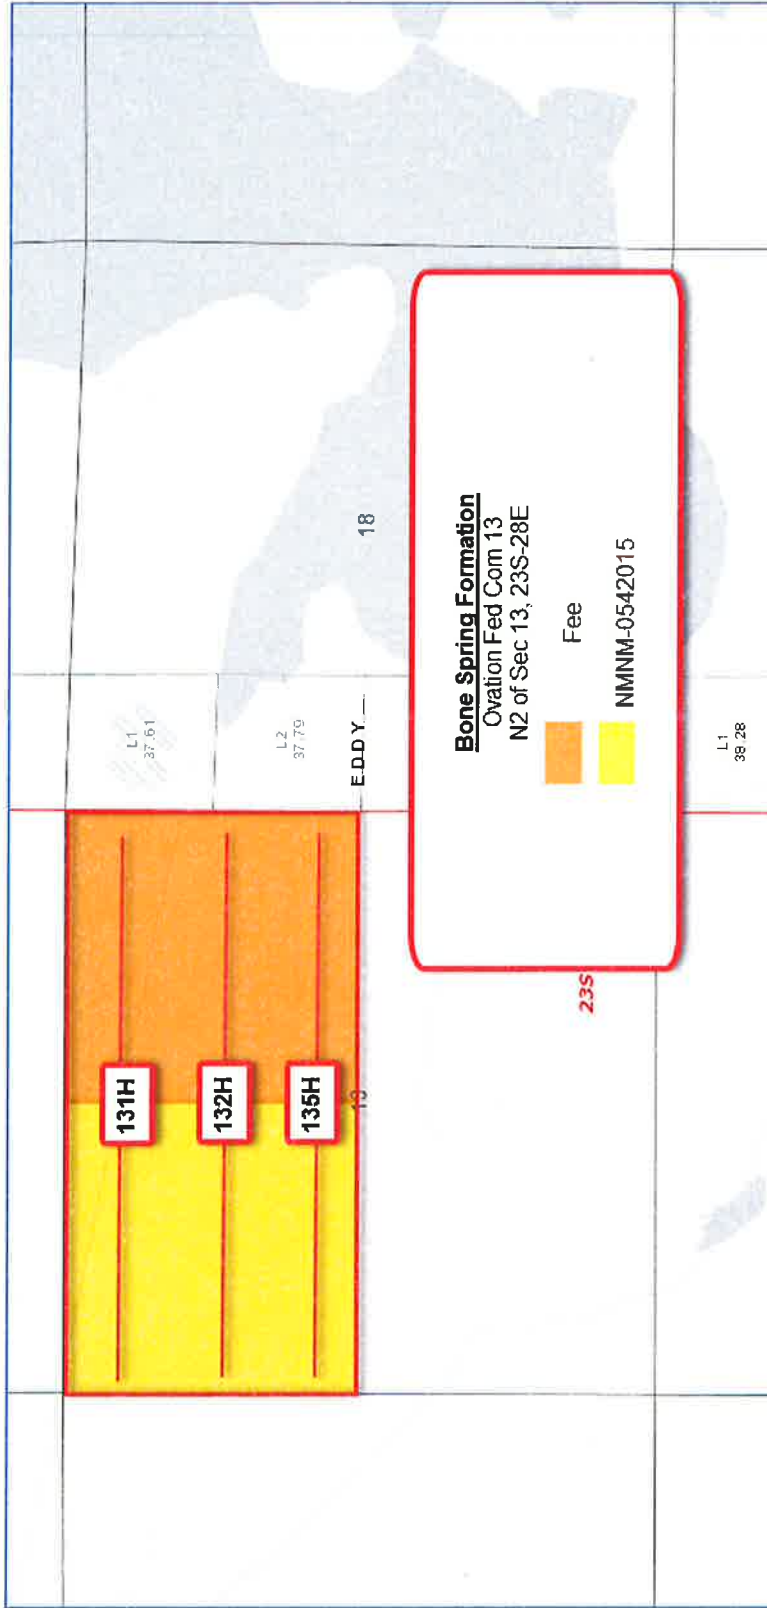 L1
37.61
L2
37.79
EDDY
18
131H
132H
135H
13
23S
Bone Spring Formation
Ovation Fed Com 13
N2 of Sec 13, 23S-28E
Fee
NMNM-0542015
L1
38.28